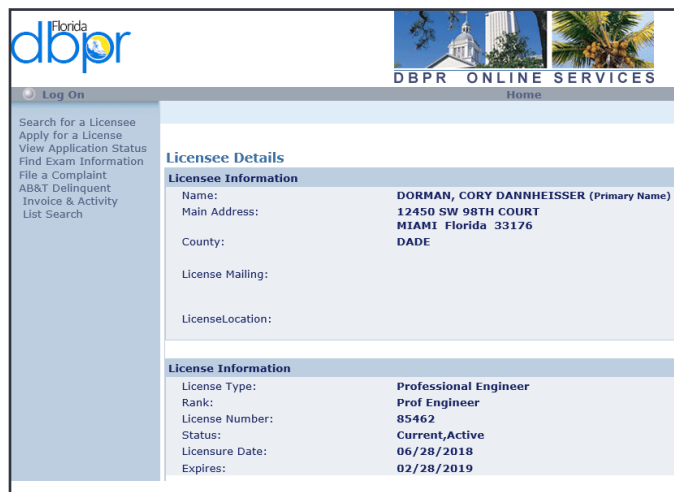 Florida
dbpr
DBPR ONLINE SERVICES
Log On
Home
Search for a Licensee
Apply for a License
View Application Status
Find Exam Information
File a Complaint
AB&T Delinquent
Invoice & Activity
List Search
Licensee Details
Licensee Information
Name: DORMAN, CORY DANNHEISSER (Primary Name)
Main Address: 12450 SW 98TH COURT
MIAMI Florida 33176
County: DADE
License Mailing:
LicenseLocation:
License Information
License Type: Professional Engineer
Rank: Prof Engineer
License Number: 85462
Status: Current,Active
Licensure Date: 06/28/2018
Expires: 02/28/2019